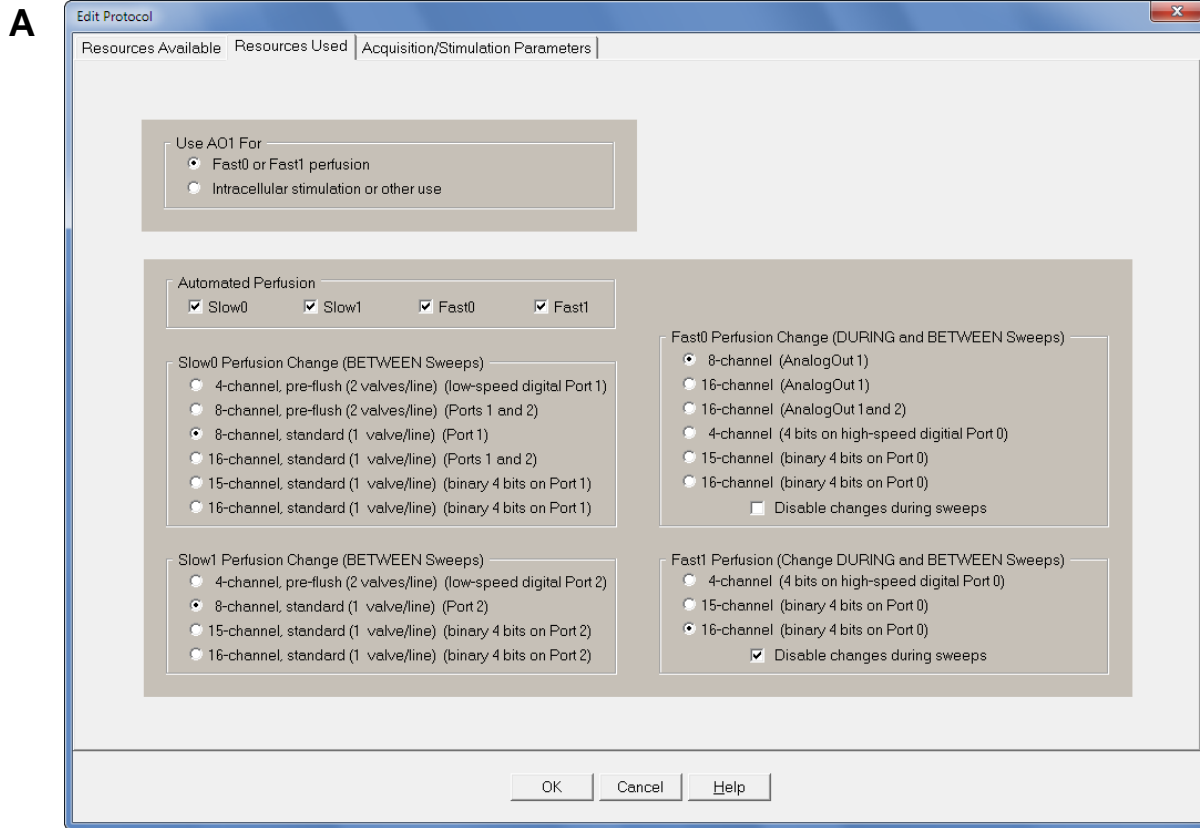 A
Edit Protocol
Resources Available Resources Used Acquisition/Stimulation Parameters
Use AO1 For
Fast0 or Fast1 perfusion
Intracellular stimulation or other use
Automated Perfusion
Slow0 Slow1 Fast0 Fast1
Slow0 Perfusion Change (BETWEEN Sweeps)
4-channel, pre-flush (2 valves/line) (low-speed digital Port 1)
8-channel, pre-flush (2 valves/line) (Ports 1 and 2)
8-channel, standard (1 valve/line) (Port 1)
16-channel, standard (1 valve/line) (Ports 1 and 2)
15-channel, standard (1 valve/line) (binary 4 bits on Port 1)
16-channel, standard (1 valve/line) (binary 4 bits on Port 1)
Slow1 Perfusion Change (BETWEEN Sweeps)
4-channel, pre-flush (2 valves/line) (low-speed digital Port 2)
8-channel, standard (1 valve/line) (Port 2)
15-channel, standard (1 valve/line) (binary 4 bits on Port 2)
16-channel, standard (1 valve/line) (binary 4 bits on Port 2)
Fast0 Perfusion Change (DURING and BETWEEN Sweeps)
8-channel (AnalogOut 1)
16-channel (AnalogOut 1)
16-channel (AnalogOut 1and 2)
4-channel (4 bits on high-speed digitial Port 0)
15-channel (binary 4 bits on Port 0)
16-channel (binary 4 bits on Port 0)
Disable changes during sweeps
Fast1 Perfusion (Change DURING and BETWEEN Sweeps)
4-channel (4 bits on high-speed digital Port 0)
15-channel (binary 4 bits on Port 0)
16-channel (binary 4 bits on Port 0)
Disable changes during sweeps
OK Cancel Help